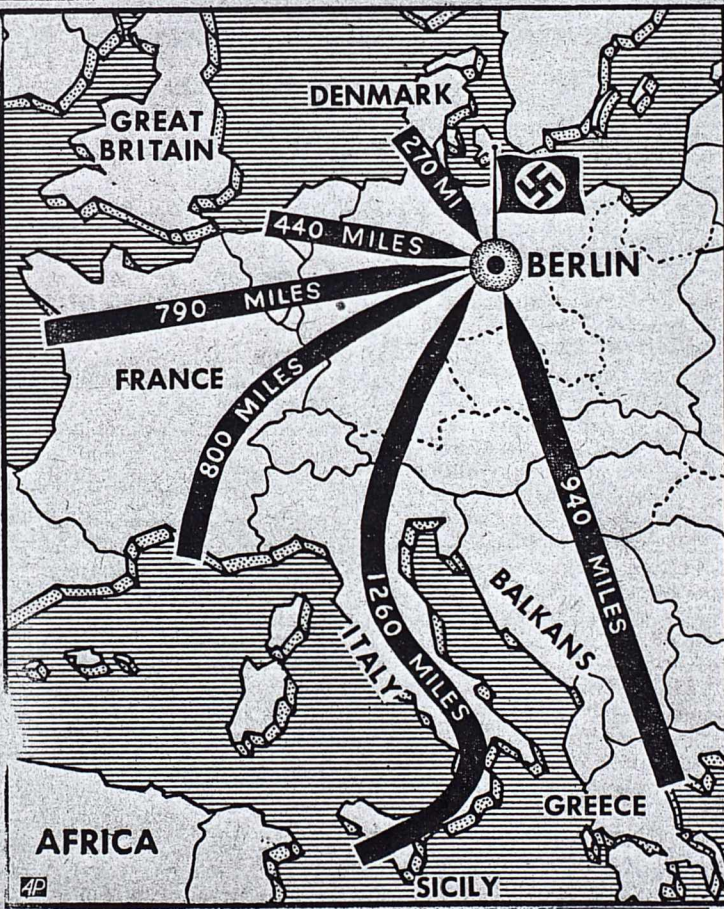 DENMARK
GREAT
BRITAIN
270 MI
440 MILES
BERLIN
790 MILES
FRANCE
800 MILES
940 MILES
1260 MILES
BALKANS
ITALY
GREECE
AFRICA
SICILY
AP